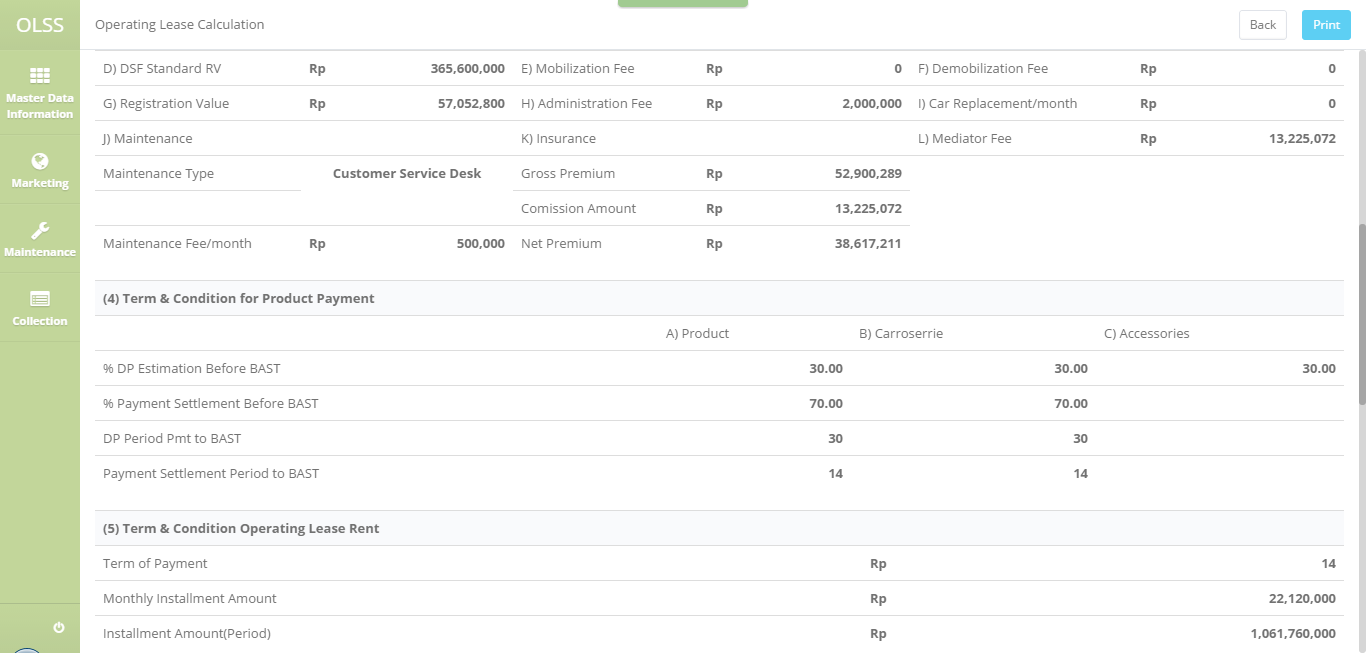 OLSS
Operating Lease Calculation
Back
Print
Master Data
Information
Marketing
Maintenance
Collection
D) DSF Standard RV Rp 365,600,000 E) Mobilization Fee Rp 0 F) Demobilization Fee Rp 0
G) Registration Value Rp 57,052,800 H) Administration Fee Rp 2,000,000 I) Car Replacement/month Rp 0
J) Maintenance K) Insurance L) Mediator Fee Rp 13,225,072
Maintenance Type Customer Service Desk Gross Premium Rp 52,900,289
Comission Amount Rp 13,225,072
Maintenance Fee/month Rp 500,000 Net Premium Rp 38,617,211
(4) Term & Condition for Product Payment
A) Product B) Carroserrie C) Accessories
% DP Estimation Before BAST 30.00 30.00 30.00
% Payment Settlement Before BAST 70.00 70.00
DP Period Pmt to BAST 30 30
Payment Settlement Period to BAST 14 14
(5) Term & Condition Operating Lease Rent
Term of Payment Rp 14
Monthly Installment Amount Rp 22,120,000
Installment Amount(Period) Rp 1,061,760,000